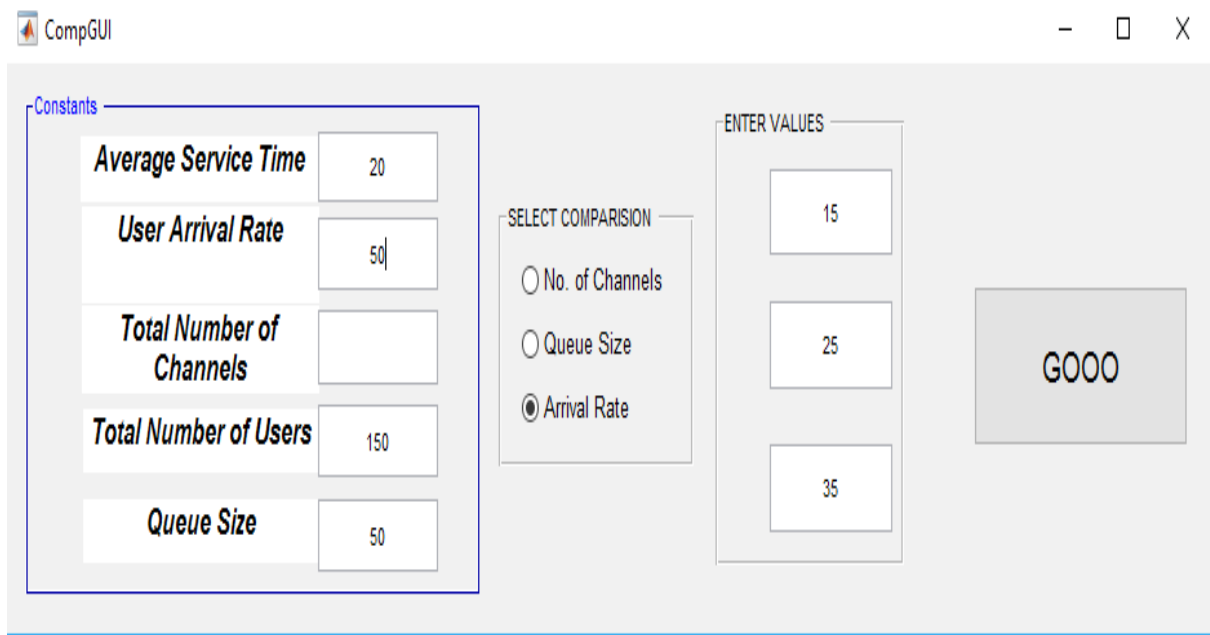 CompGUI
Constants
Average Service Time
20
User Arrival Rate
50
Total Number of
Channels
Total Number of Users
150
Queue Size
50
SELECT COMPARISION
No. of Channels
Queue Size
Arrival Rate
ENTER VALUES
15
25
35
GOOO